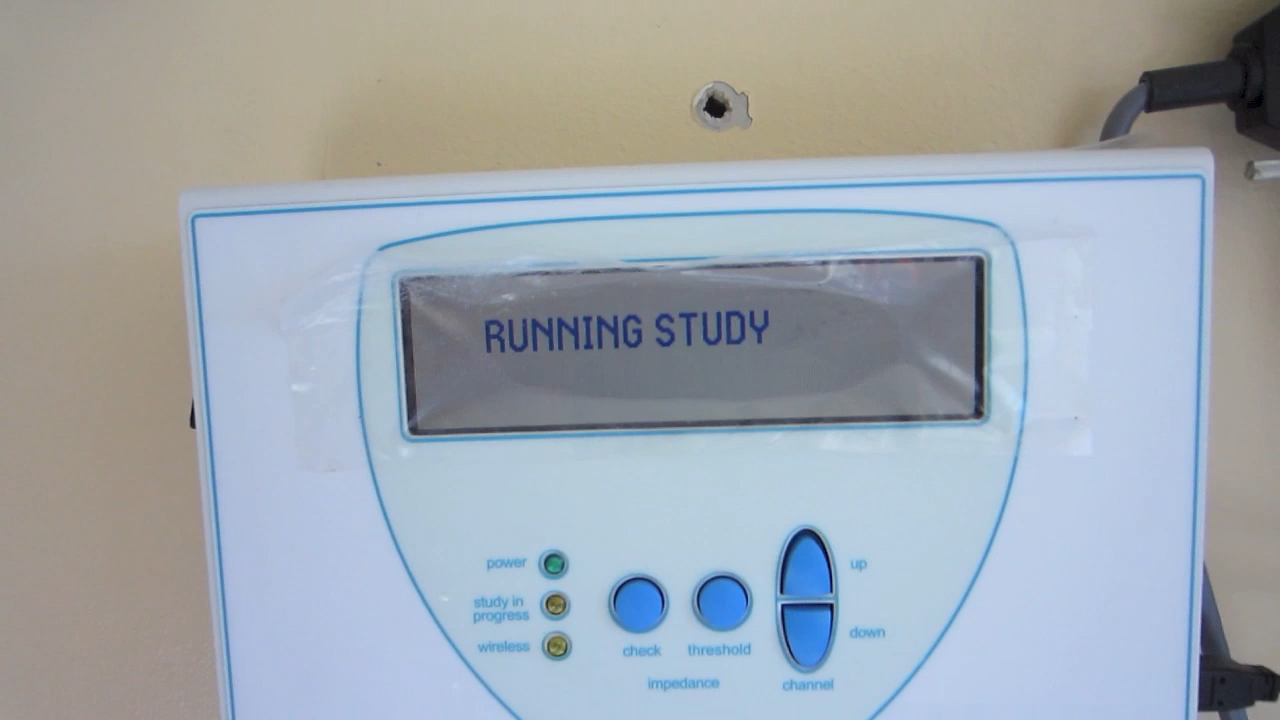 RUNNING STUDY
power
study in
progress
wireless
check
threshold
impedance
up
down
channel